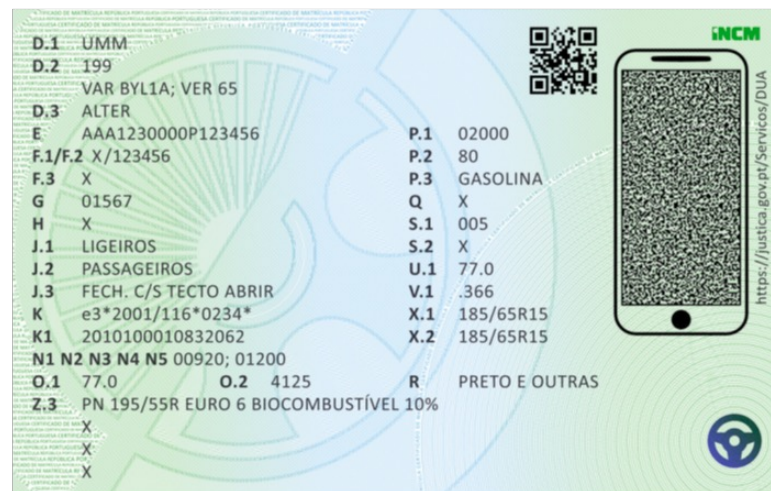 D.1 UMM
D.2 199
VAR BYL1A; VER 65
D.3 ALTER
E AAA1230000P123456
F.1/F.2 X/123456
F.3 X
G 01567
H X
J.1 LIGEIROS
J.2 PASSAGEIROS
J.3 FECH. C/S TECTO ABRIR
K e3*2001/116*0234*
K1 2010100010832062
N1 N2 N3 N4 N5 00920; 01200
O.1 77.0 O.2 4125
Z.3 PN 195/55R EURO 6 BIOCOMBUSTÍVEL 10%
X
X
X
P.1 02000
P.2 80
P.3 GASOLINA
Q X
S.1 005
S.2 X
U.1 77.0
V.1 .366
X.1 185/65R15
X.2 185/65R15
R PRETO E OUTRAS
INCM
https://justica.gov.pt/Servicos/DUA